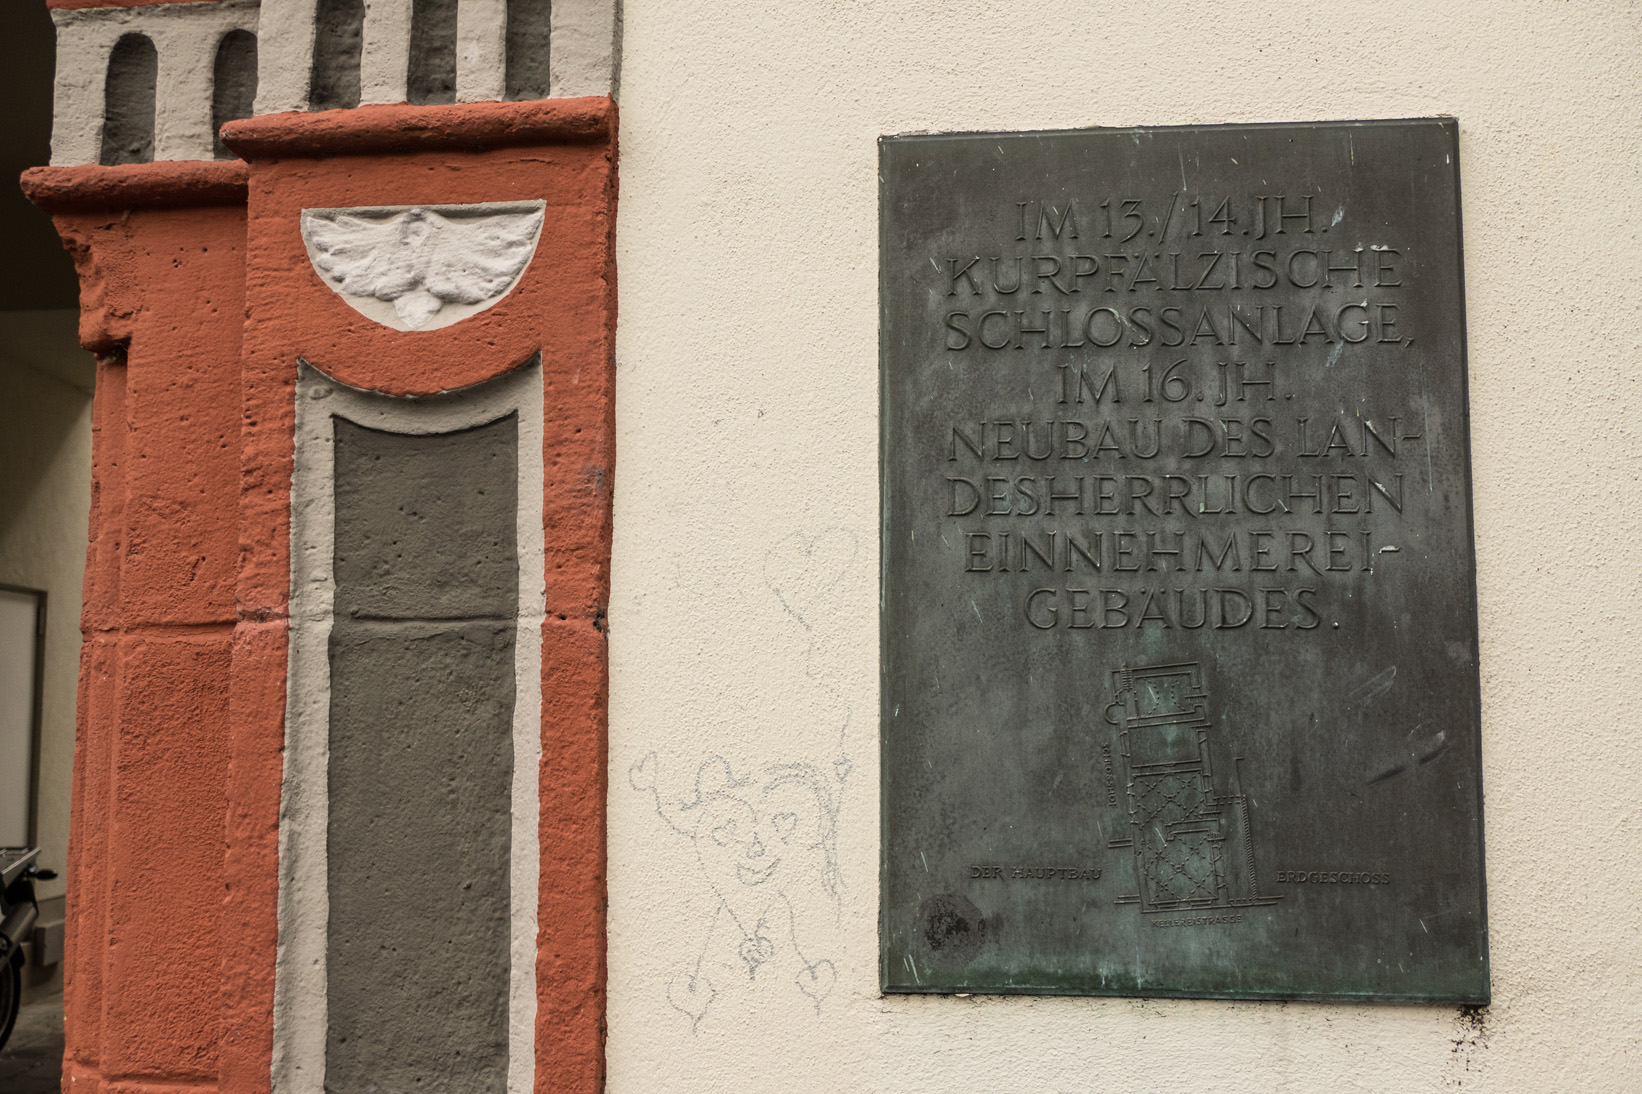 IM 13./14. JH.
KURPFÄLZISCHE
SCHLOSSANLAGE,
IM 16. JH.
NEUBAU DES LAN-
DESHERRLICHEN
EINNEHMEREI-
GEBÄUDES.
SCHLOSSHOF
DER HAUPTBAU
ERDGESCHOSS
KELLEREISTRASSE